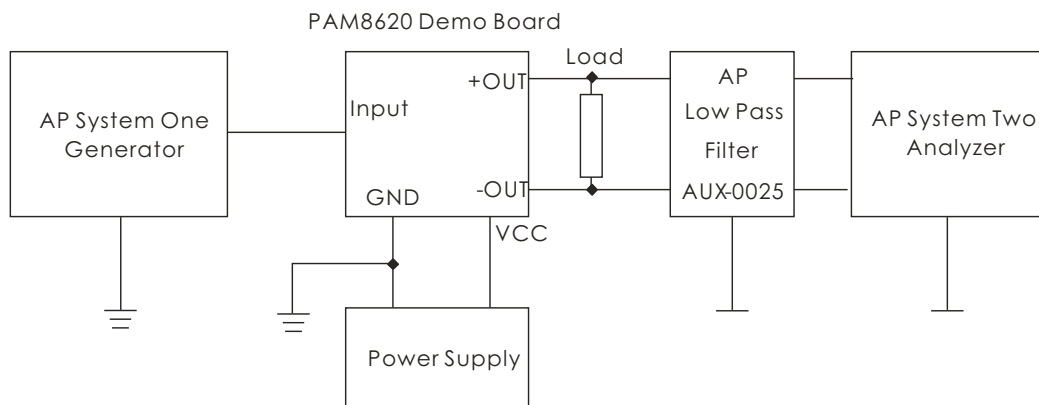 PAM8620 Demo Board
AP System One
Generator
Input
+OUT
-OUT
GND
VCC
Load
AP
Low Pass
Filter
AUX-0025
AP System Two
Analyzer
Power Supply